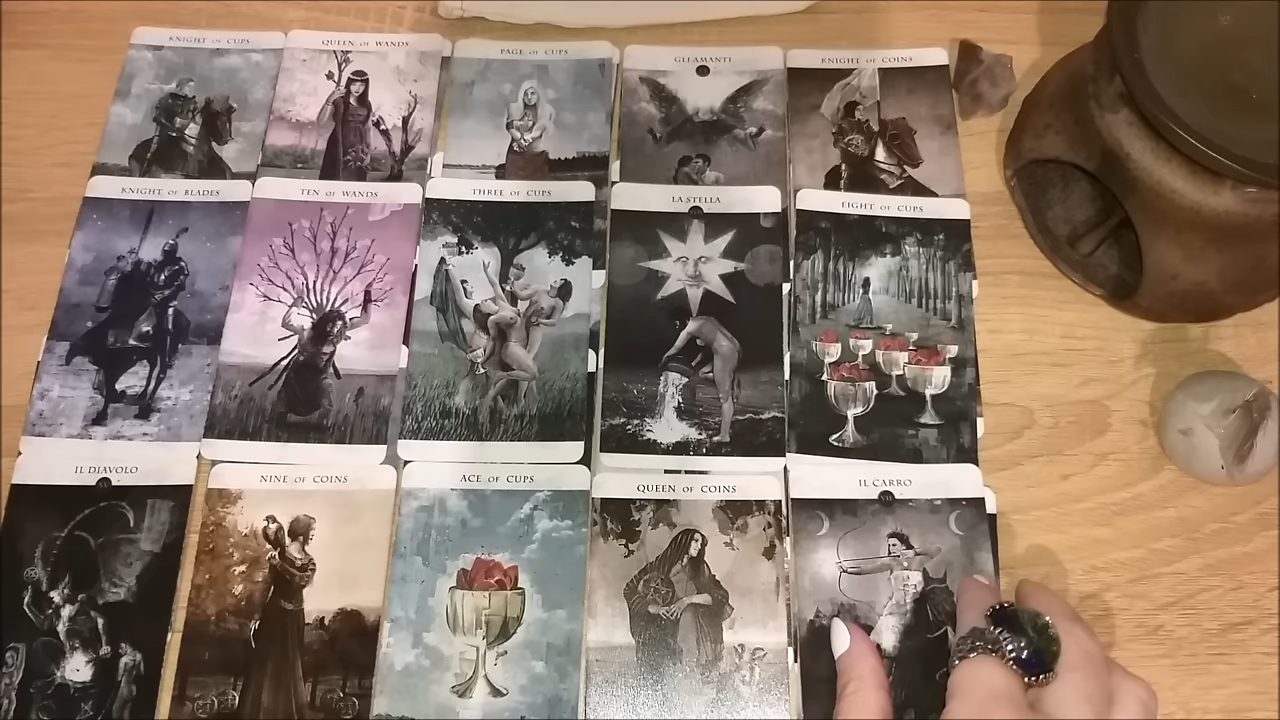 KNIGHT OF CUPS
QUEEN OF WANDS
PAGE OF CUPS
GLI AMANTI
KNIGHT OF COINS
KNIGHT OF BLADES
TEN OF WANDS
THREE OF CUPS
LA STELLA
EIGHT OF CUPS
IL DIAVOLO
NINE OF COINS
ACE OF CUPS
QUEEN OF COINS
IL CARRO
VII